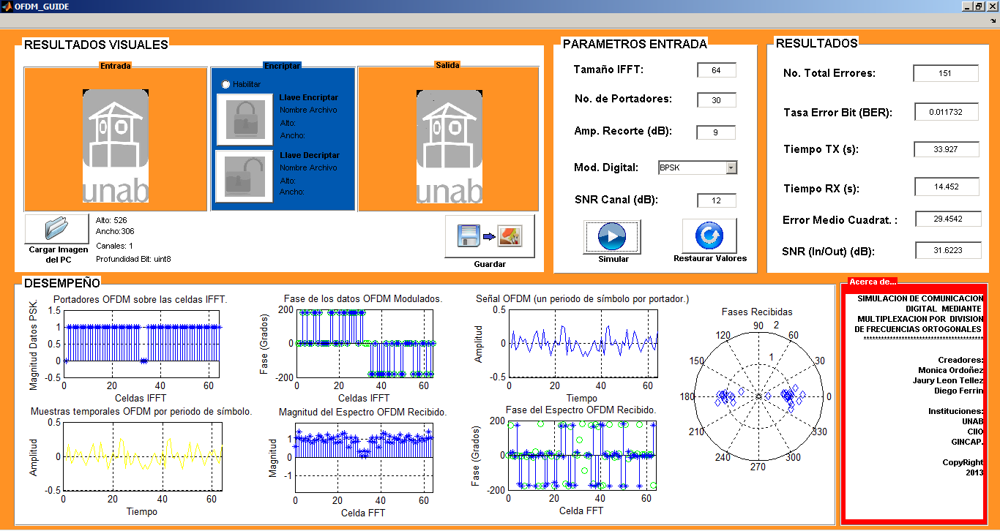 OFDM_GUIDE
RESULTADOS VISUALES
Entrada
unab
Alto: 526
Ancho:306
Canales: 1
Profundidad Bit: uint8
Cargar Imagen
del PC
Encriptar
Habilitar
Llave Encriptar
Nombre Archivo
Alto:
Ancho:
Llave Decriptar
Nombre Archivo
Alto:
Ancho:
Salida
unab
Guardar
PARAMETROS ENTRADA
Tamaño IFFT: 64
No. de Portadores: 30
Amp. Recorte (dB): 9
Mod. Digital: BPSK
SNR Canal (dB): 12
Simular
Restaurar Valores
RESULTADOS
No. Total Errores: 151
Tasa Error Bit (BER): 0.011732
Tiempo TX (s): 33.927
Tiempo RX (s): 14.452
Error Medio Cuadrat. : 29.4542
SNR (In/Out) (dB): 31.6223
DESEMPEÑO
Portadores OFDM sobre las celdas IFFT.
Magnitud Datos PSK.
1.5
1
0.5
0
-0.5
0 20 40 60
Celdas IFFT
Fase de los datos OFDM Modulados.
Fase (Grados)
200
0
-200
0 20 40 60
Celdas IFFT
Señal OFDM (un periodo de símbolo por portador.)
Amplitud
0.5
0
-0.5
0 20 40 60
Tiempo
Fases Recibidas
90 2
120 60
150 1 30
180 0
210 330
240 300
270
Muestras temporales OFDM por periodo de símbolo.
Amplitud
0.5
0
-0.5
0 20 40 60
Tiempo
Magnitud del Espectro OFDM Recibido.
Magnitud
1
0
-1
0 20 40 60
Celda FFT
Fase del Espectro OFDM Recibido.
Fase (Grados)
200
0
-200
0 20 40 60
Celda FFT
Acerca de...
SIMULACION DE COMUNICACION
DIGITAL MEDIANTE
MULTIPLEXACION POR DIVISION
DE FRECUENCIAS ORTOGONALES
Creadores:
Monica Ordoñez
Jaury Leon Tellez
Diego Ferrin
Instituciones:
UNAB
CIIO
GINCAP.
CopyRight
2013